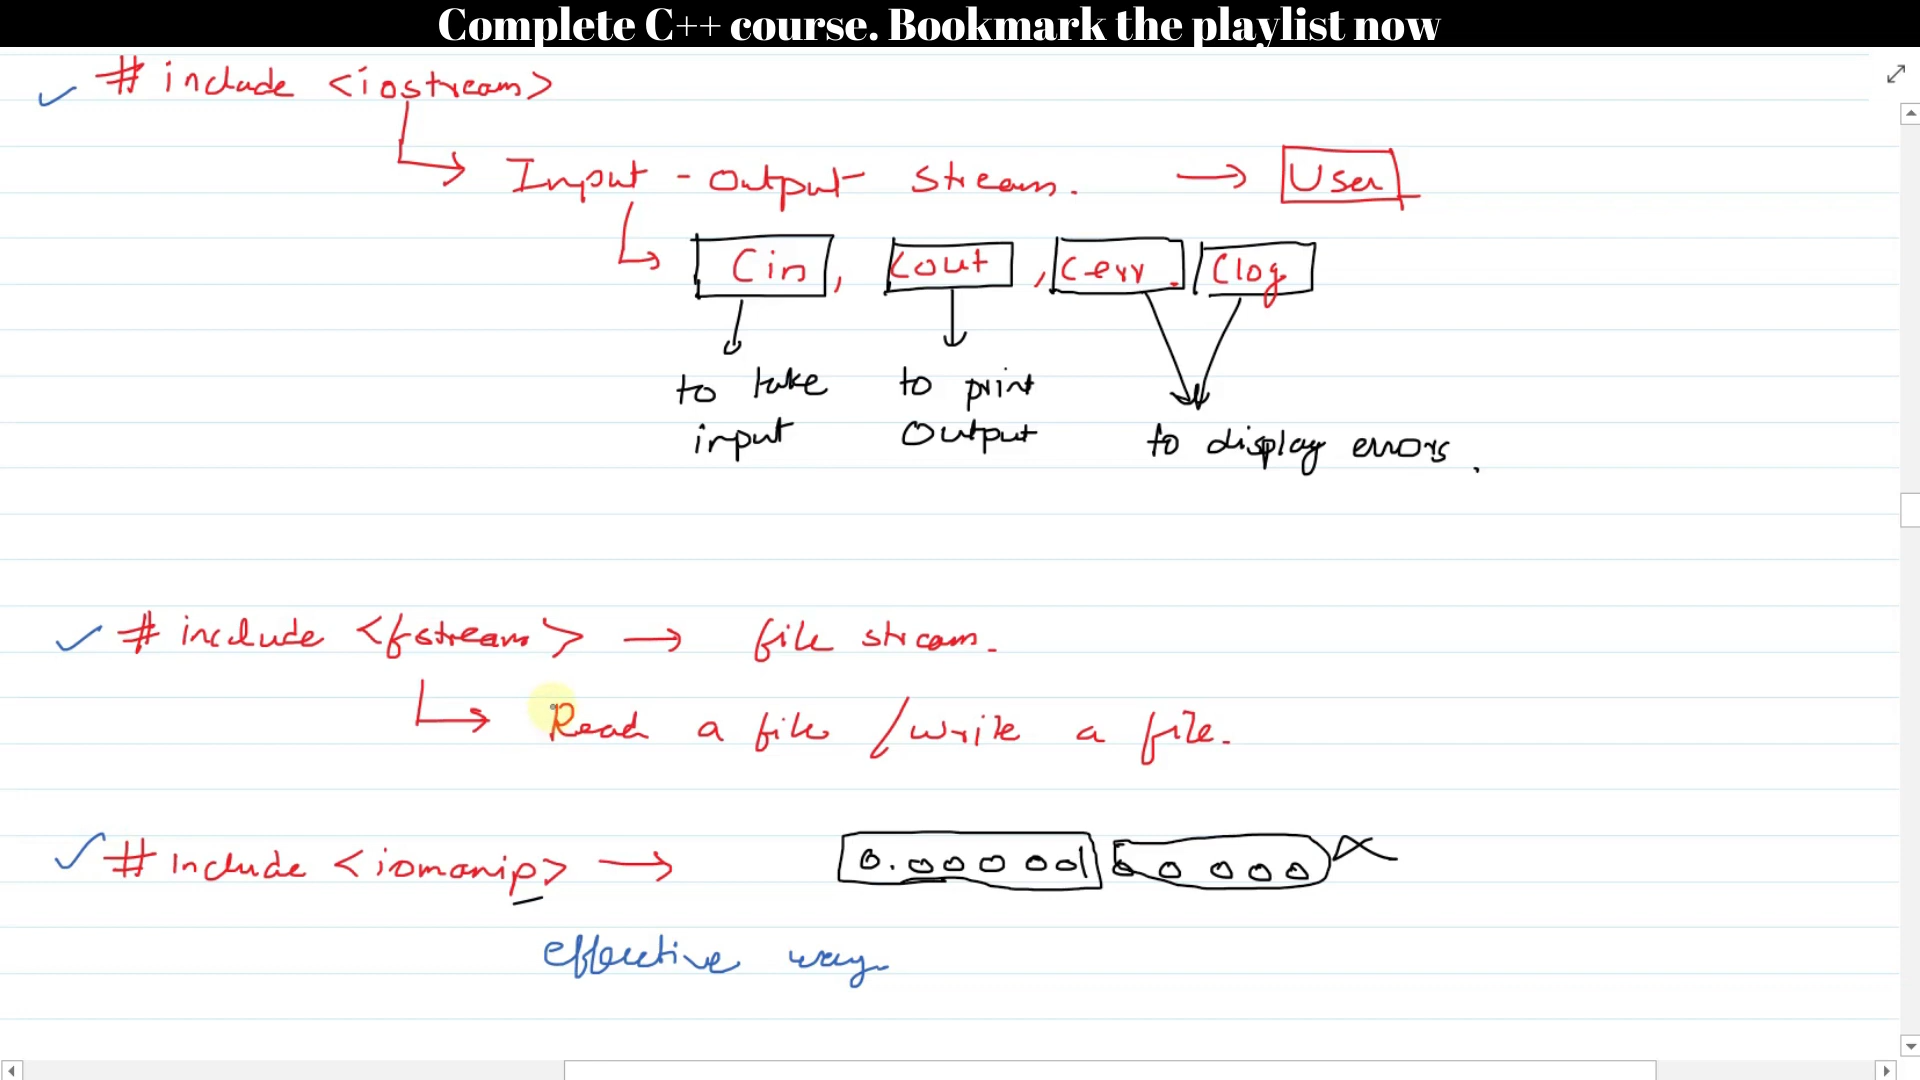 Complete C++ course. Bookmark the playlist now
# include <iostream>
Input - Output Stream. → User
Cin, Cout, Cerr. Clog
to take input
to print Output
to display errors.
# include <fstream> → file stream.
Read a file / write a file.
# Include <iomanip> → 0.000001 00000
effective way